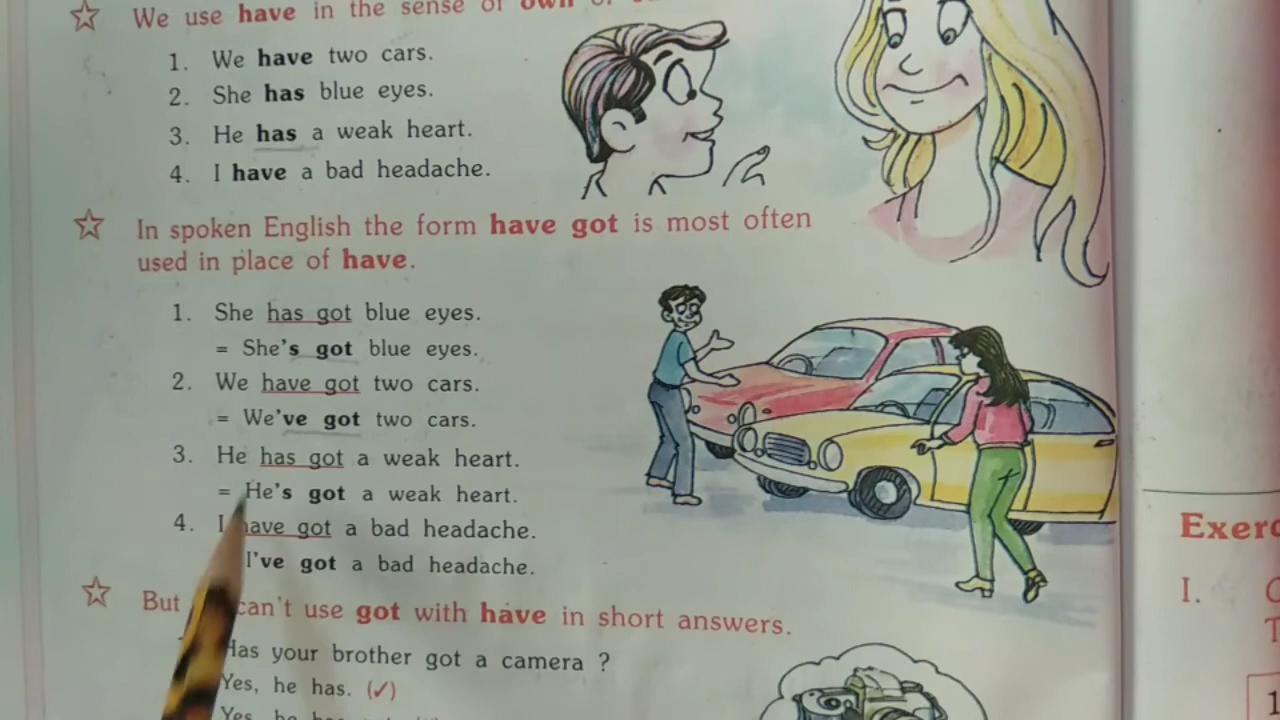 We use have in the sense of own
1. We have two cars.
2. She has blue eyes.
3. He has a weak heart.
4. I have a bad headache.
In spoken English the form have got is most often
used in place of have.
1. She has got blue eyes.
= She's got blue eyes.
2. We have got two cars.
= We've got two cars.
3. He has got a weak heart.
= He's got a weak heart.
4. I have got a bad headache.
I've got a bad headache.
But can't use got with have in short answers.
Has your brother got a camera ?
Yes, he has. (✓)
Yes, he
Exerc
I.
1